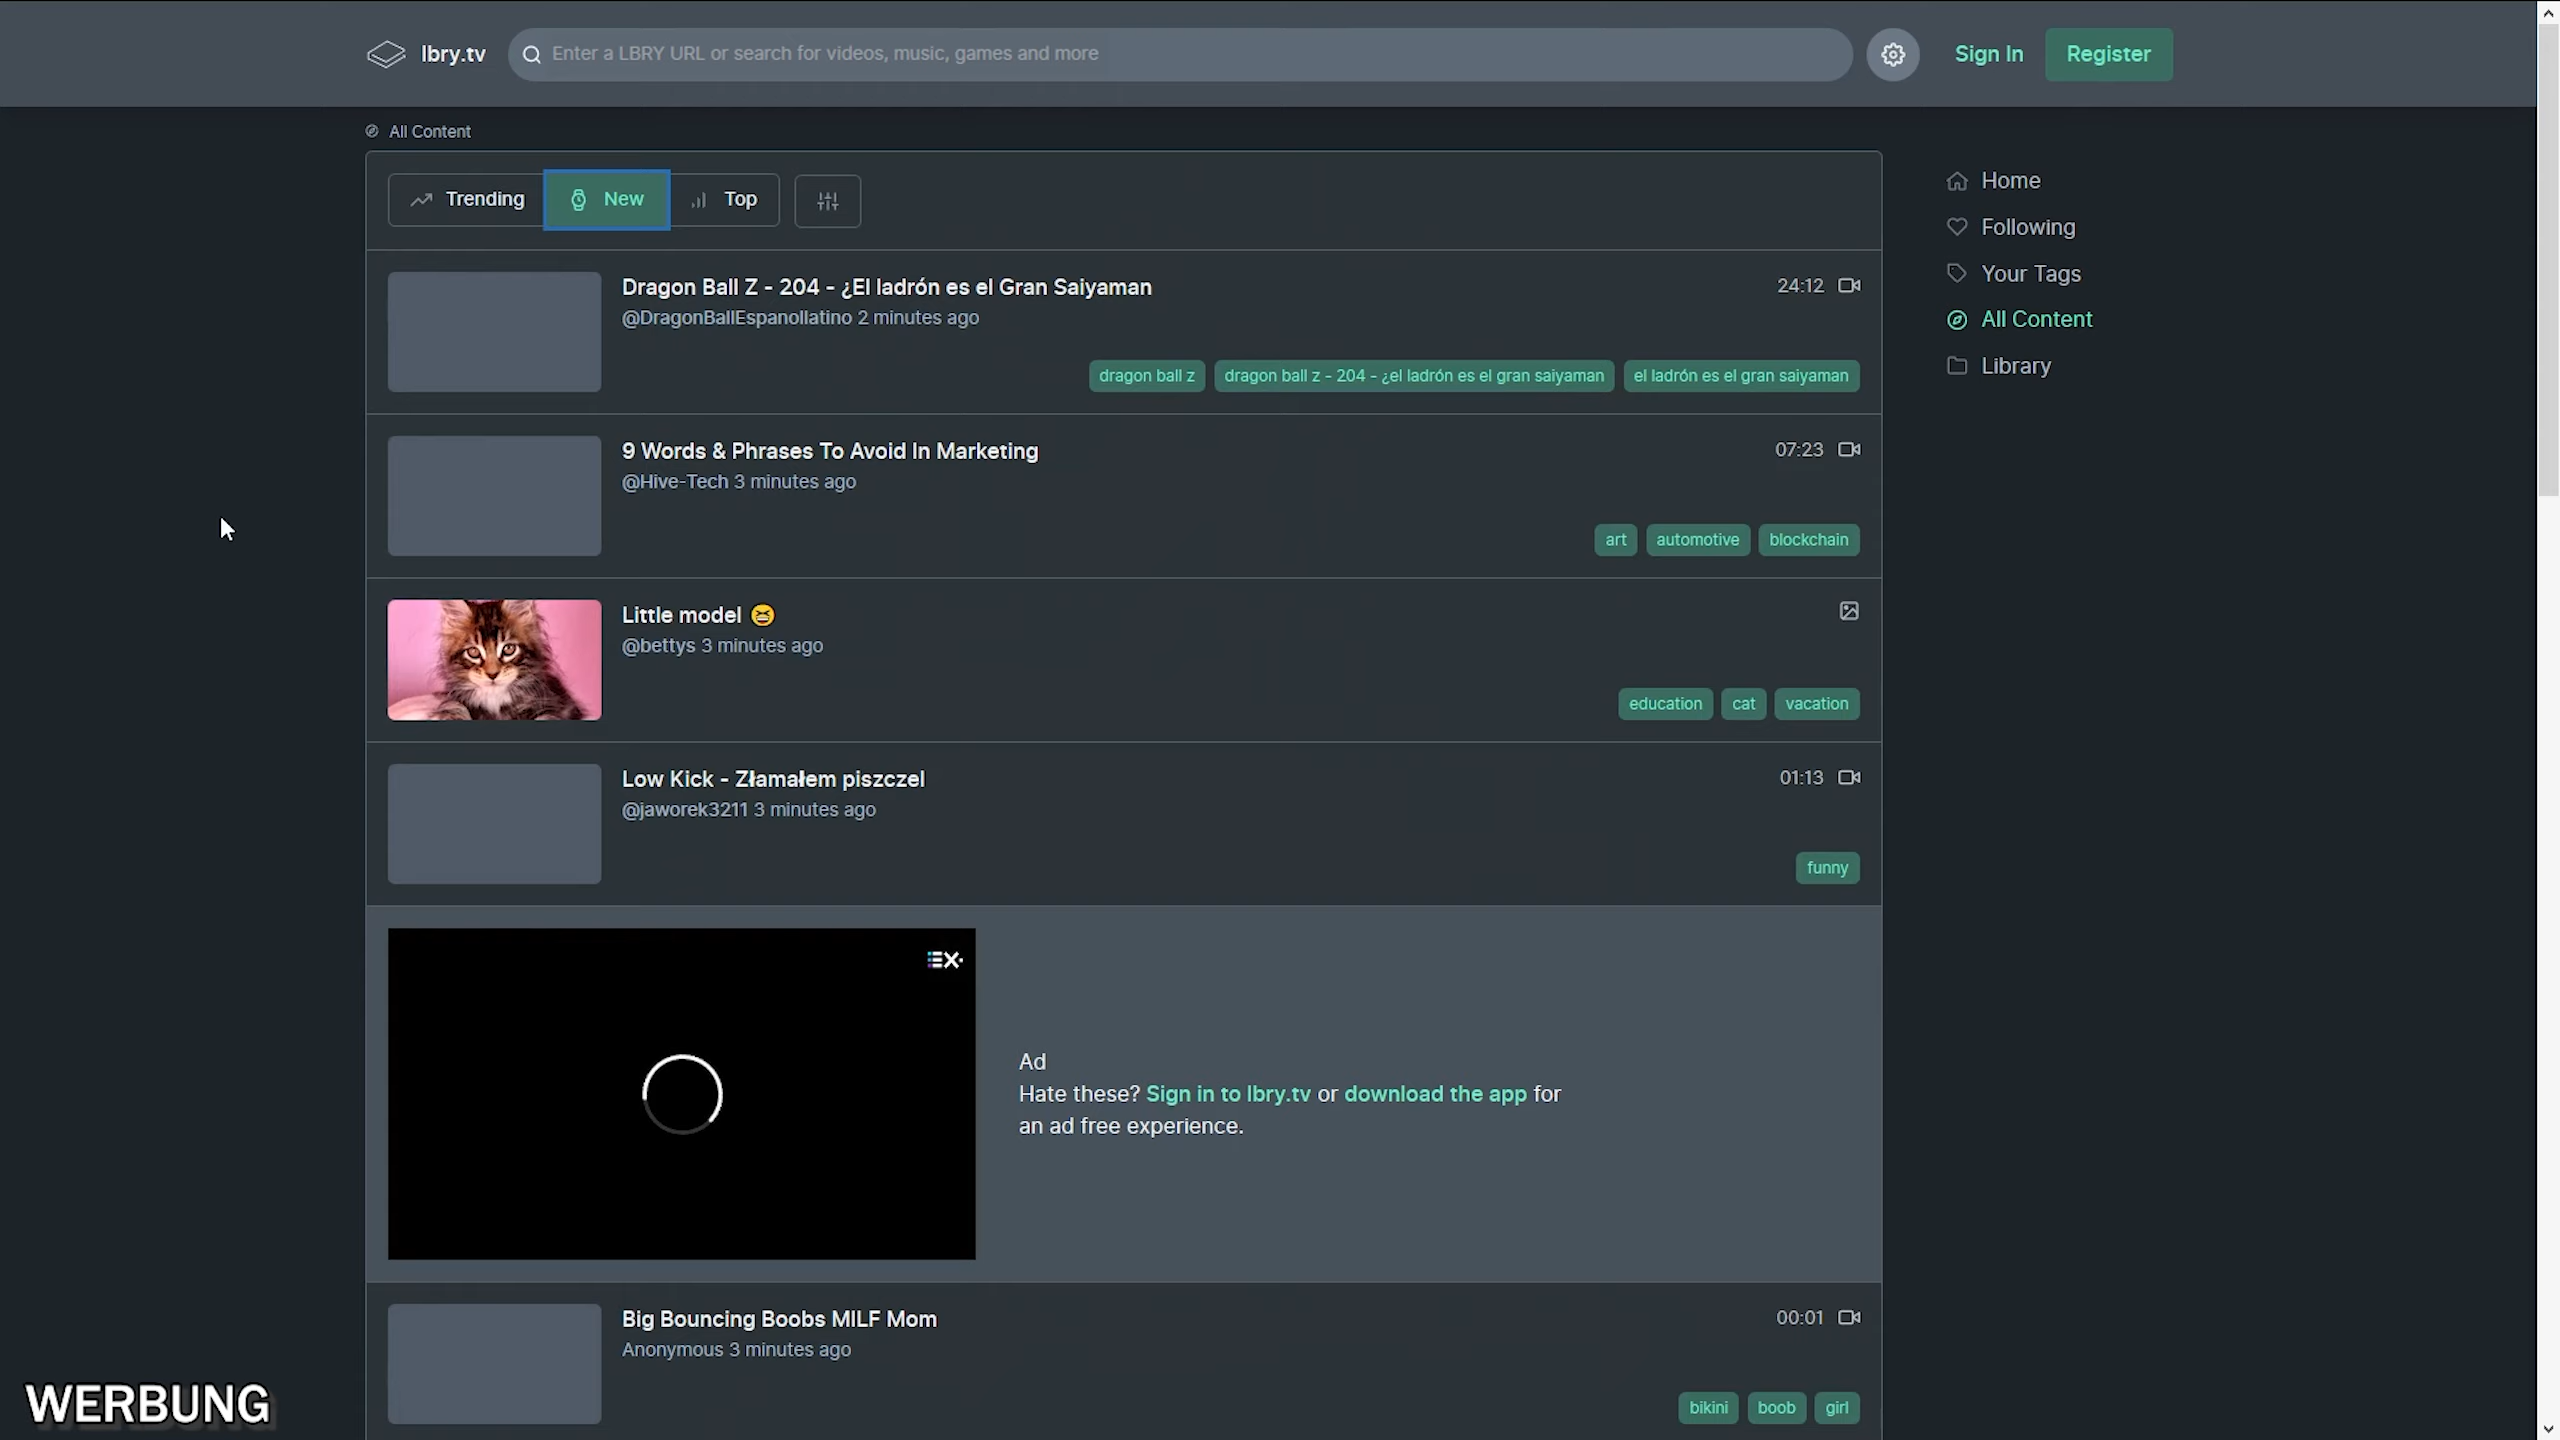 lbry.tv
Enter a LBRY URL or search for videos, music, games and more
Sign In
Register
All Content
Trending
New
Top
Home
Following
Your Tags
All Content
Library
Dragon Ball Z - 204 - ¿El ladrón es el Gran Saiyaman
24:12
@DragonBallEspanollatino 2 minutes ago
dragon ball z
dragon ball z - 204 - ¿el ladrón es el gran saiyaman
el ladrón es el gran saiyaman
9 Words & Phrases To Avoid In Marketing
07:23
@Hive-Tech 3 minutes ago
art
automotive
blockchain
Little model 😆
@bettys 3 minutes ago
education
cat
vacation
Low Kick - Złamałem piszczel
01:13
@jaworek3211 3 minutes ago
funny
EX.
Ad
Hate these? Sign in to lbry.tv or download the app for
an ad free experience.
Big Bouncing Boobs MILF Mom
00:01
Anonymous 3 minutes ago
bikini
boob
girl
WERBUNG